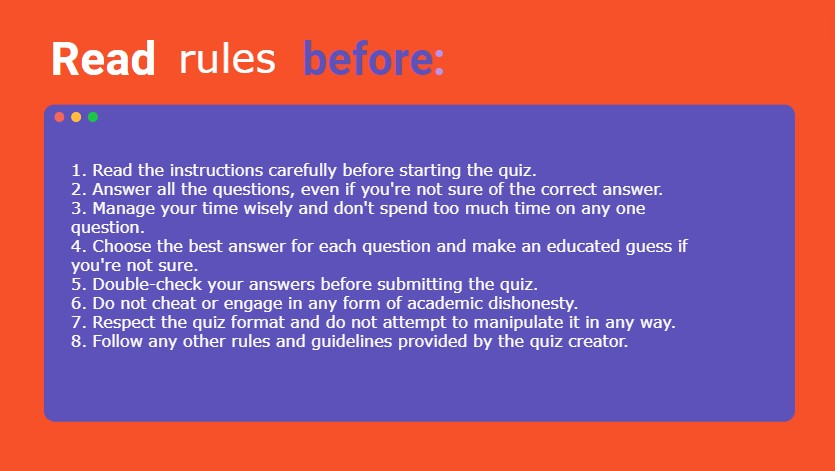 Read rules before:
1. Read the instructions carefully before starting the quiz.
2. Answer all the questions, even if you're not sure of the correct answer.
3. Manage your time wisely and don't spend too much time on any one
question.
4. Choose the best answer for each question and make an educated guess if
you're not sure.
5. Double-check your answers before submitting the quiz.
6. Do not cheat or engage in any form of academic dishonesty.
7. Respect the quiz format and do not attempt to manipulate it in any way.
8. Follow any other rules and guidelines provided by the quiz creator.